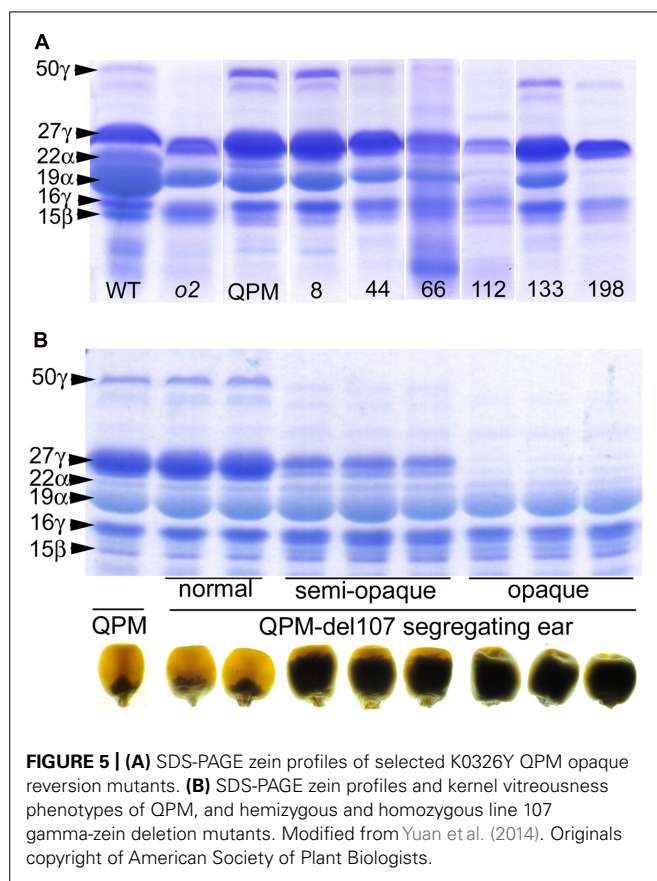 A
50γ
27γ
22α
19α
16γ
15β
WT o2 QPM 8 44 66 112 133 198
B
50γ
27γ
22α
19α
16γ
15β
normal semi-opaque opaque
QPM QPM-del107 segregating ear
FIGURE 5 | (A) SDS-PAGE zein profiles of selected K0326Y QPM opaque
reversion mutants. (B) SDS-PAGE zein profiles and kernel vitreousness
phenotypes of QPM, and hemizygous and homozygous line 107
gamma-zein deletion mutants. Modified from Yuan et al. (2014). Originals
copyright of American Society of Plant Biologists.